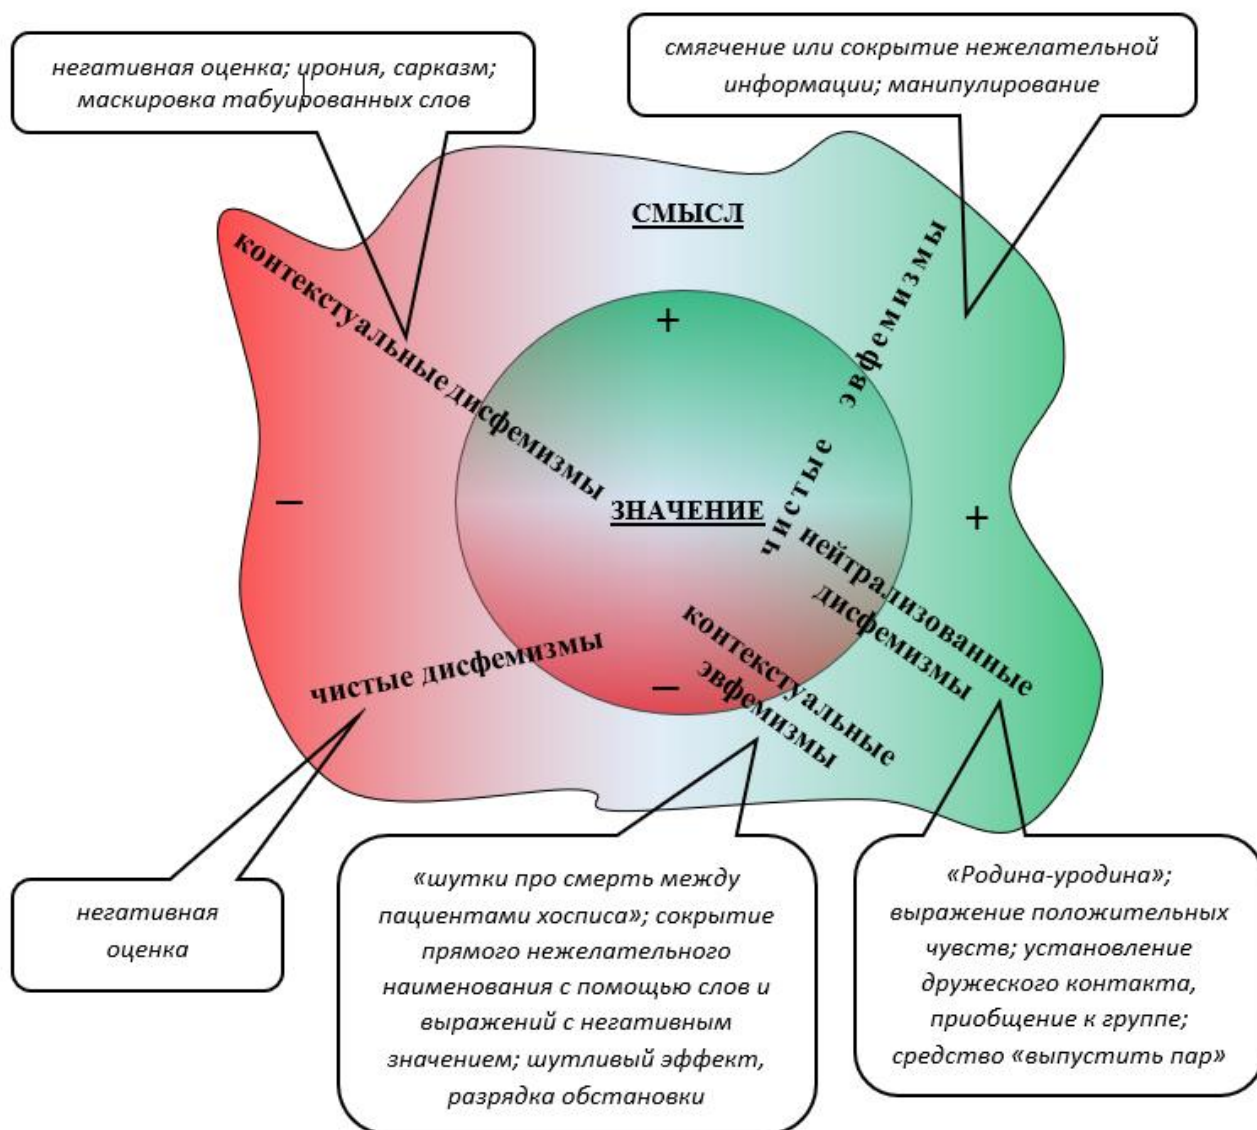 негативная оценка; ирония, сарказм;
маскировка табуированных слов
смягчение или сокрытие нежелательной
информации; манипулирование
СМЫСЛ
контекстуальные дисфемизмы
чистые эвфемизмы
+
–
ЗНАЧЕНИЕ
+
нейтрализованные
дисфемизмы
контекстуальные
эвфемизмы
чистые дисфемизмы
–
негативная
оценка
«шутки про смерть между
пациентами хосписа»; сокрытие
прямого нежелательного
наименования с помощью слов и
выражений с негативным
значением; шутливый эффект,
разрядка обстановки
«Родина-уродина»;
выражение положительных
чувств; установление
дружеского контакта,
приобщение к группе;
средство «выпустить пар»